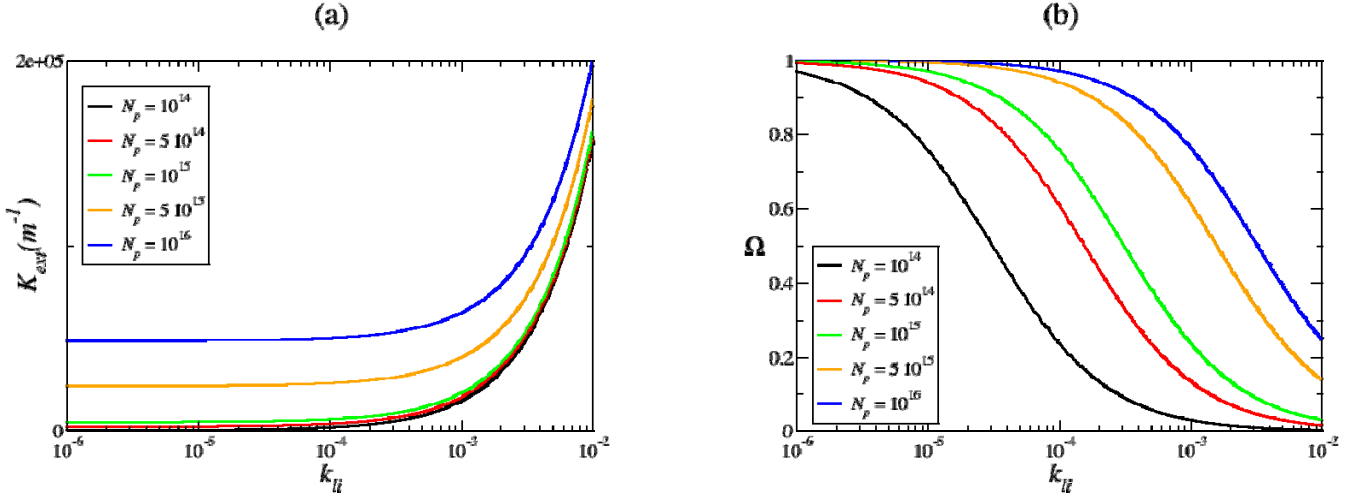 (a)
2e+05
N_p = 10^14
N_p = 5 10^14
N_p = 10^15
N_p = 5 10^15
N_p = 10^16
K_ext (m^-1)
0
10^-6
10^-5
10^-4
10^-3
10^-2
k_li
(b)
1
0.8
0.6
Ω
0.4
0.2
0
N_p = 10^14
N_p = 5 10^14
N_p = 10^15
N_p = 5 10^15
N_p = 10^16
10^-6
10^-5
10^-4
10^-3
10^-2
k_li